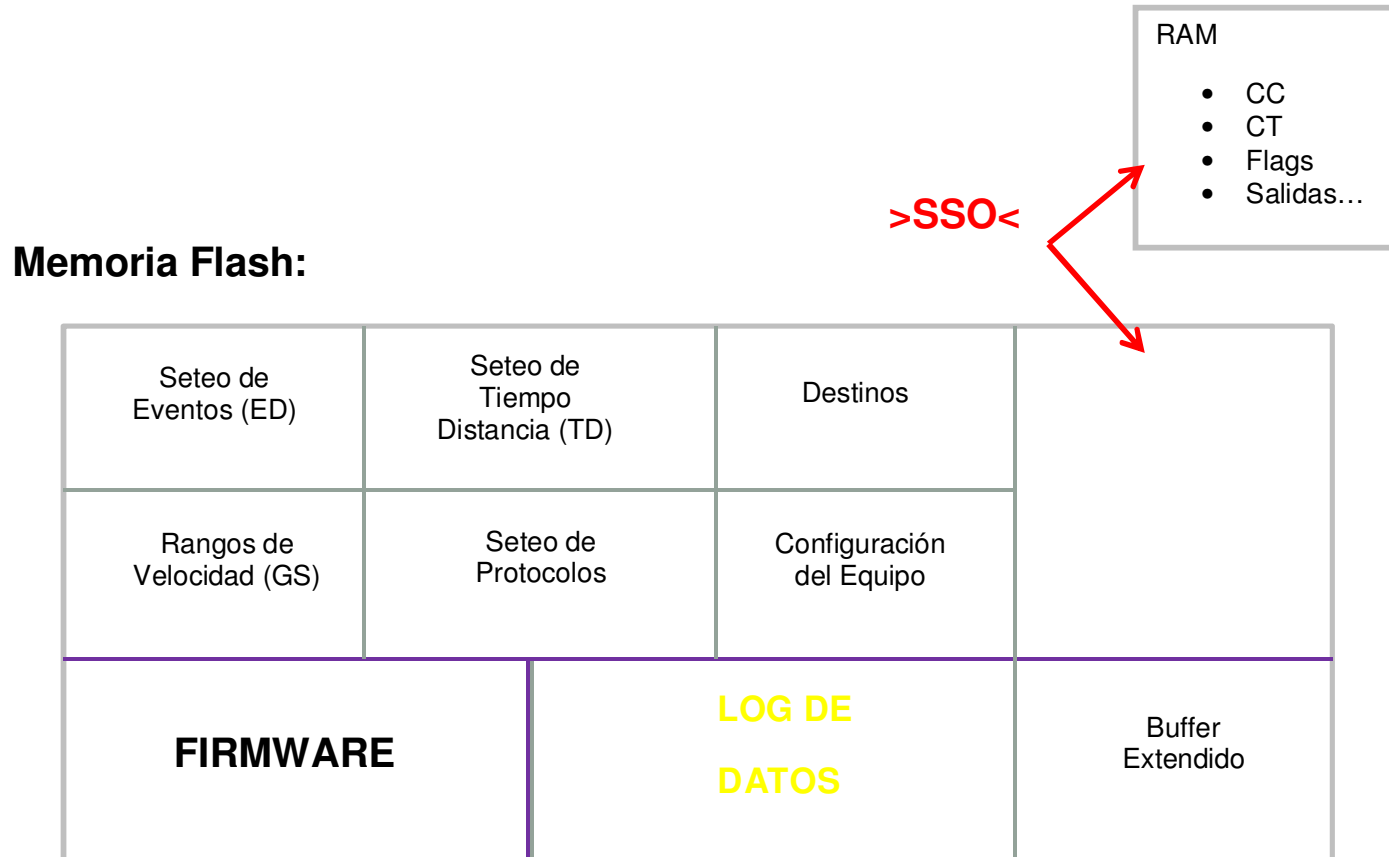 RAM
• CC
• CT
• Flags
• Salidas…
>SSO<
Memoria Flash:
Seteo de
Eventos (ED)
Seteo de
Tiempo
Distancia (TD)
Destinos
Rangos de
Velocidad (GS)
Seteo de
Protocolos
Configuración
del Equipo
FIRMWARE
LOG DE
DATOS
Buffer
Extendido